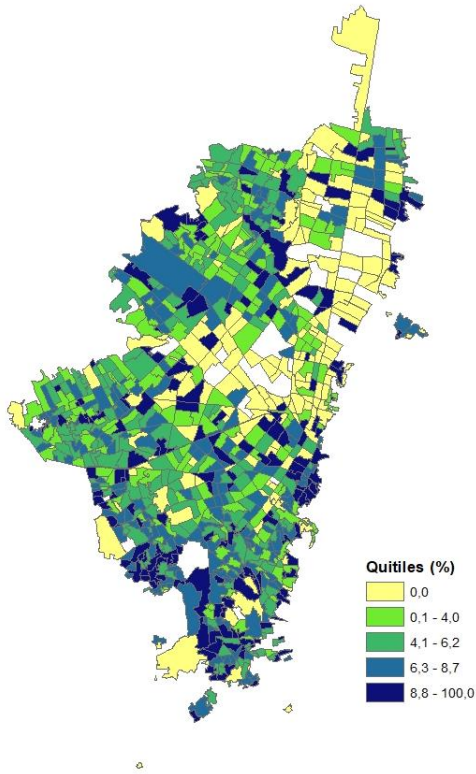 Quitiles (%)
0,0
0,1 - 4,0
4,1 - 6,2
6,3 - 8,7
8,8 - 100,0